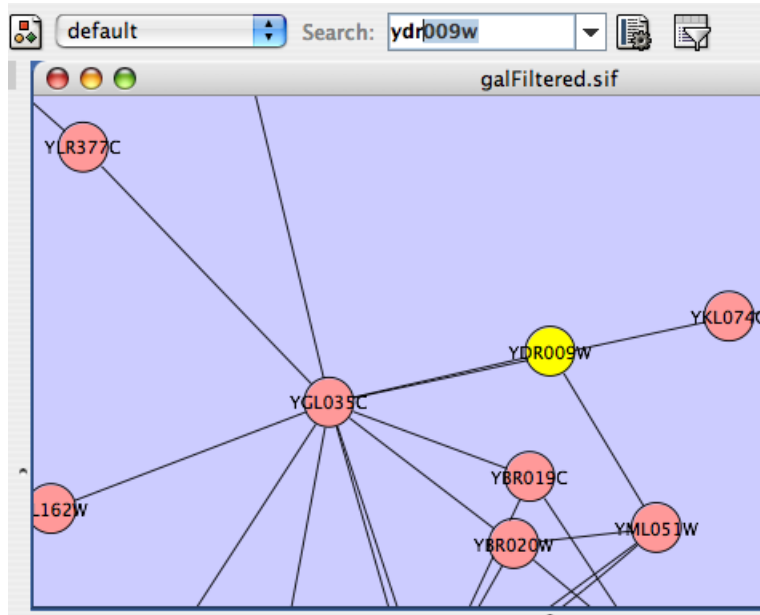 default
Search: ydr009w
galFiltered.sif
YLR377C
YKL074C
YDR009W
YGL035C
YBR019C
L162W
YML051W
YBR020W